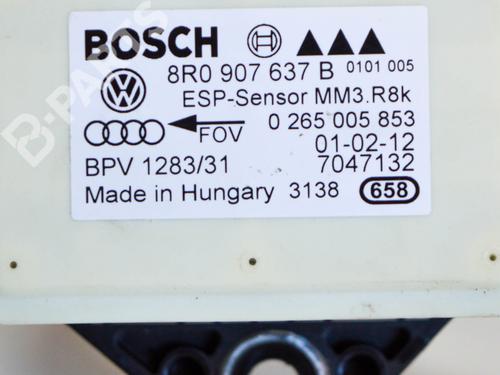 BOSCH
8R0 907 637 B 0101 005
ESP-Sensor MM3.R8k
FOV 0 265 005 853
01-02-12
BPV 1283/31 7047132
Made in Hungary 3138 658
B-PARTS